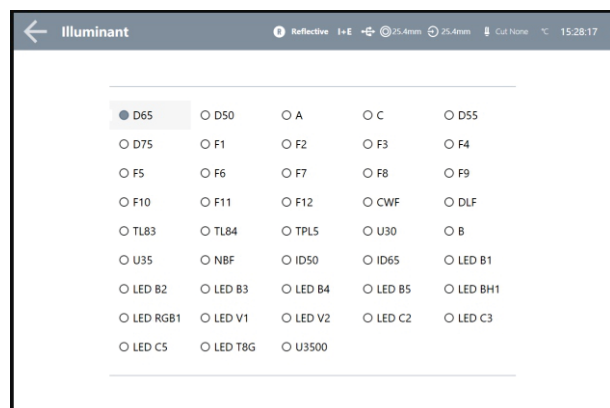 Illuminant R Reflective I+E 25.4mm 25.4mm Cut None °C 15:28:17
D65 D50 A C D55
D75 F1 F2 F3 F4
F5 F6 F7 F8 F9
F10 F11 F12 CWF DLF
TL83 TL84 TPL5 U30 B
U35 NBF ID50 ID65 LED B1
LED B2 LED B3 LED B4 LED B5 LED BH1
LED RGB1 LED V1 LED V2 LED C2 LED C3
LED C5 LED T8G U3500